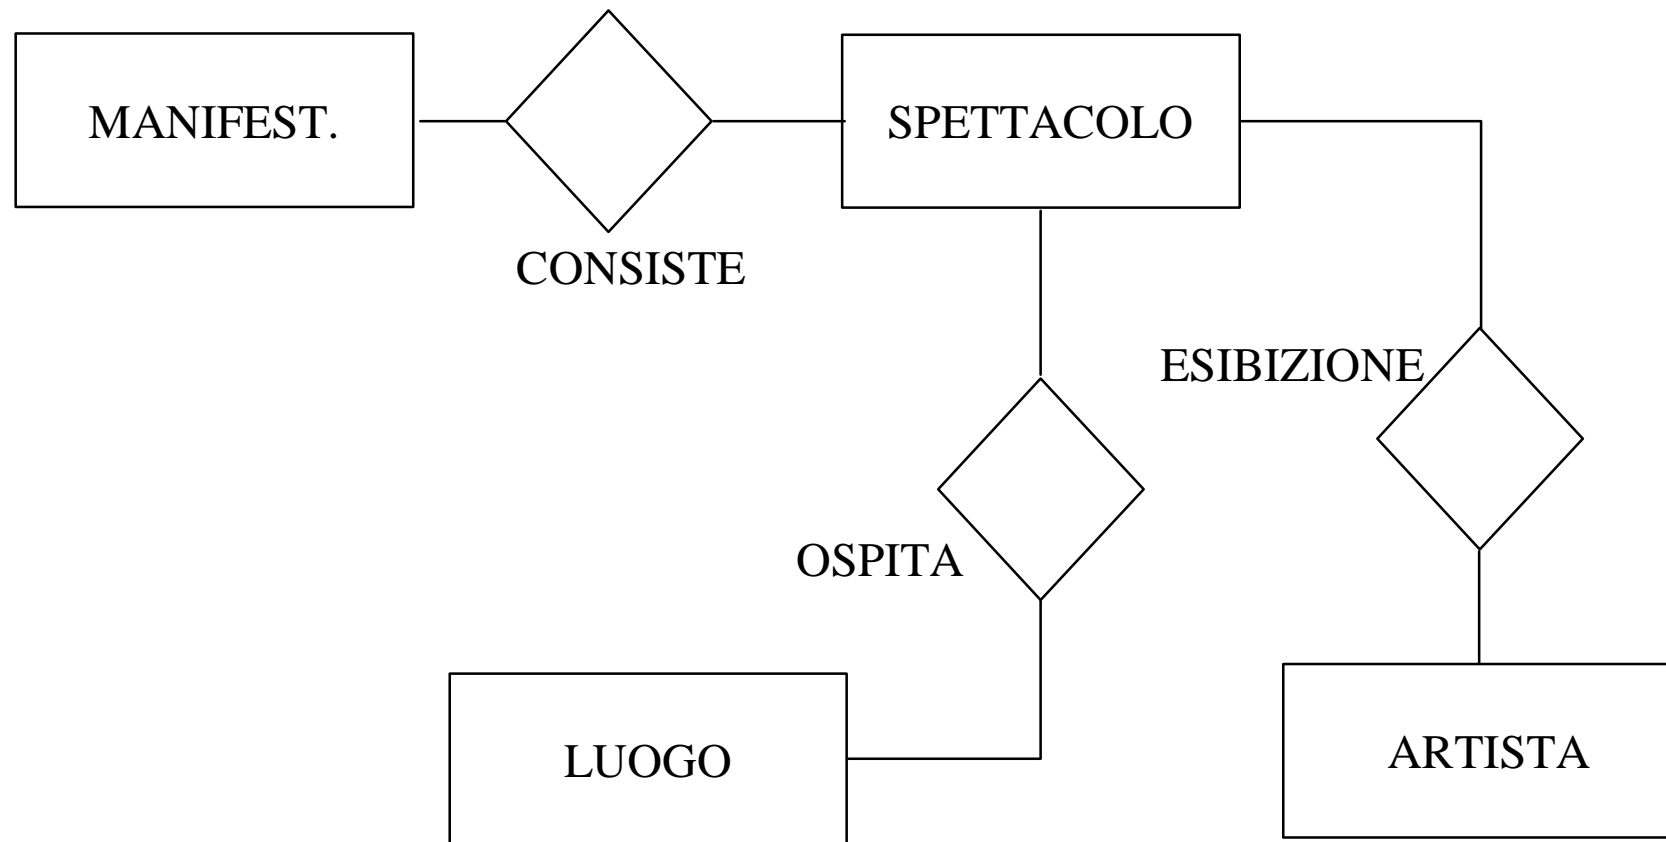 MANIFEST.
SPETTACOLO
CONSISTE
ESIBIZIONE
OSPITA
LUOGO
ARTISTA